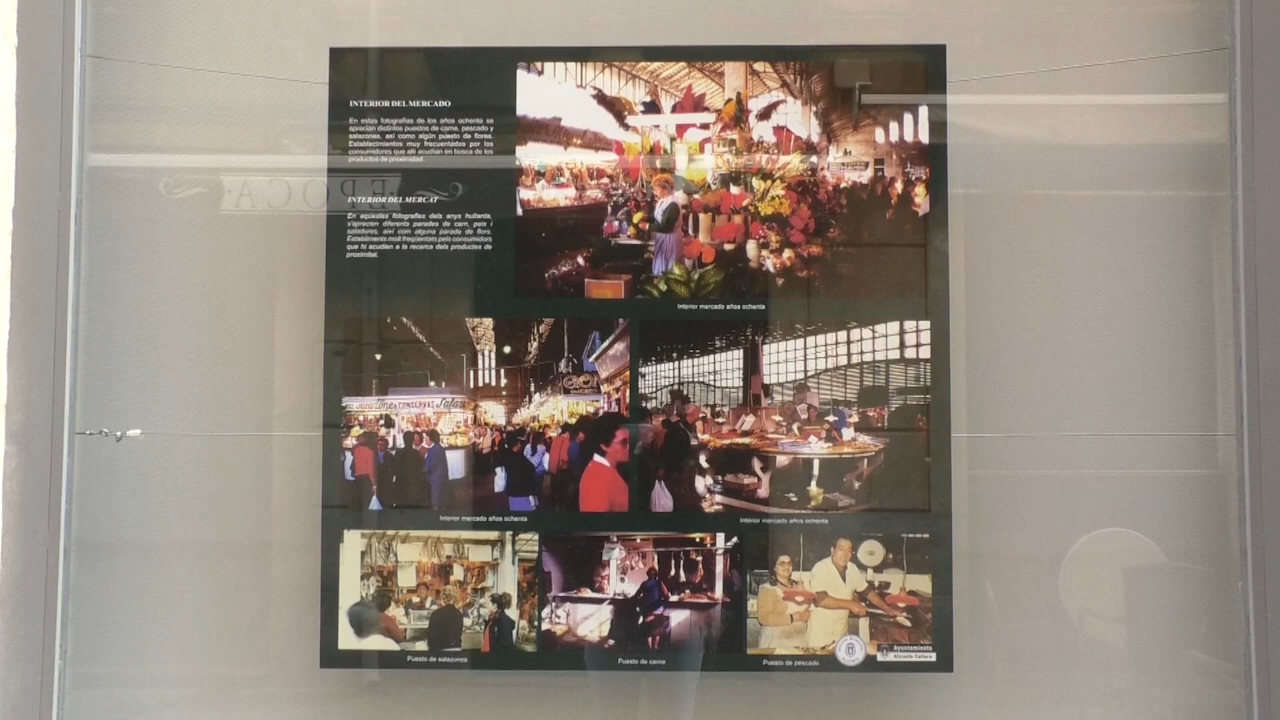 INTERIOR DEL MERCADO
En estas fotografías de los años ochenta se
aprecian distintos puestos de carne, pescado y
salazones, así como algún puesto de flores.
Establecimientos muy frecuentados por los
consumidores que allí acudían en busca de los
productos de proximidad.
ÉPOCA
INTERIOR DEL MERCAT
En aquestes fotografies dels anys huitanta,
s'aprecien diferents parades de carn, peix i
saladures, així com alguna parada de flors.
Establiments molt freqüentats pels consumidors
que hi acudien a la recerca dels productes de
proximitat.
Interior mercado años ochenta
CONSERVAS
Interior mercado años ochenta
Interior mercado años ochenta
Puesto de salazones
Puesto de carne
Puesto de pescado
Ayuntamiento
Alicante Cultura